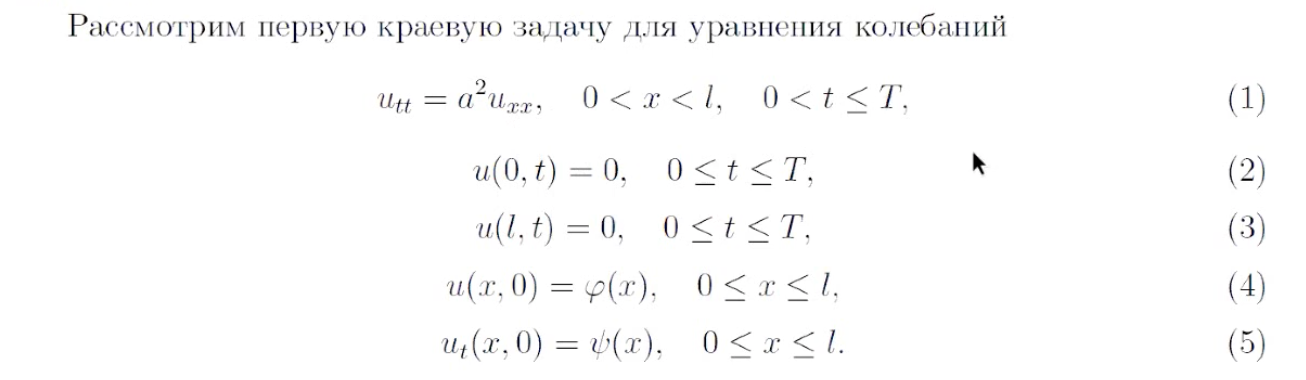 Рассмотрим первую краевую задачу для уравнения колебаний
u_{tt} = a^2 u_{xx}, 0 < x < l, 0 < t ≤ T, (1)
u(0, t) = 0, 0 ≤ t ≤ T, (2)
u(l, t) = 0, 0 ≤ t ≤ T, (3)
u(x, 0) = φ(x), 0 ≤ x ≤ l, (4)
u_t(x, 0) = ψ(x), 0 ≤ x ≤ l. (5)